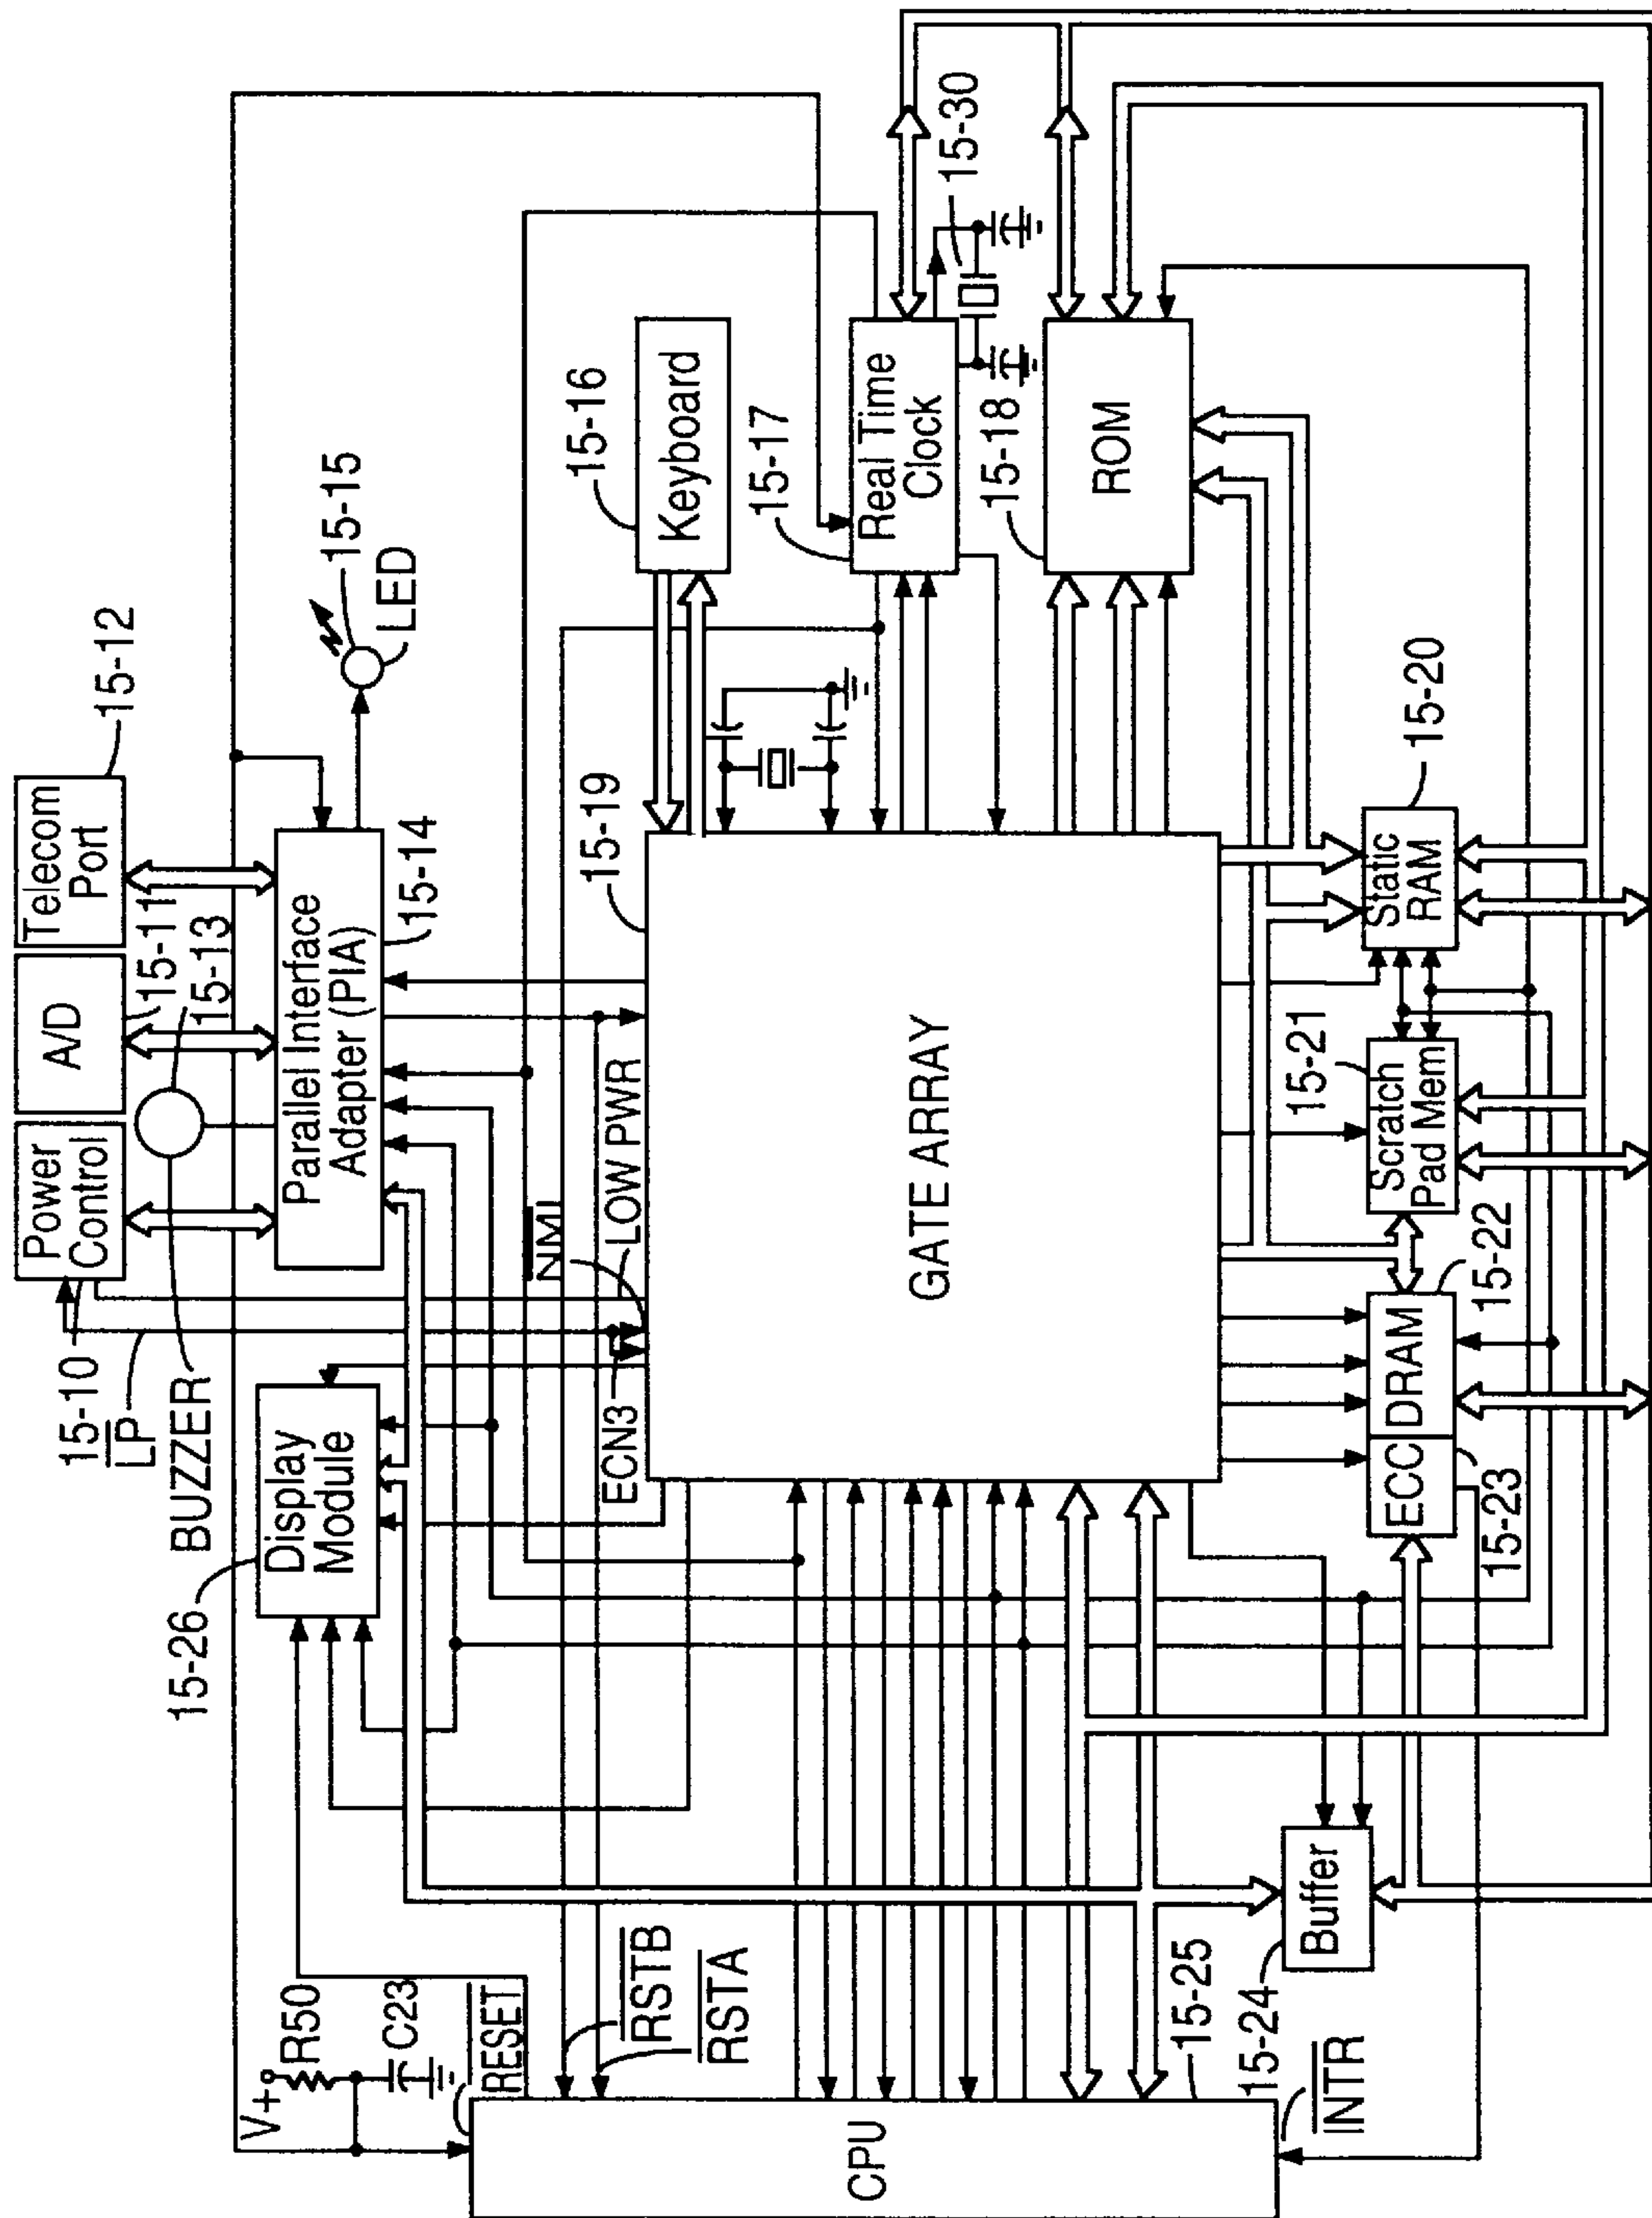 15-10
LP
Power
Control
A/D
Telecom
Port
15-12
15-11
15-13
BUZZER
15-26
Display
Module
Parallel Interface
Adapter (PIA)
15-14
15-15
LED
V+
R50
C23
RESET
RSTB
RSTA
ECN3
NMI
LOW PWR
15-19
15-16
Keyboard
15-17
Real Time
Clock
15-30
15-18
ROM
CPU
15-25
GATE ARRAY
INTR
15-24
Buffer
ECC
15-23
DRAM
15-22
Scratch
Pad Mem
15-21
Static
RAM
15-20